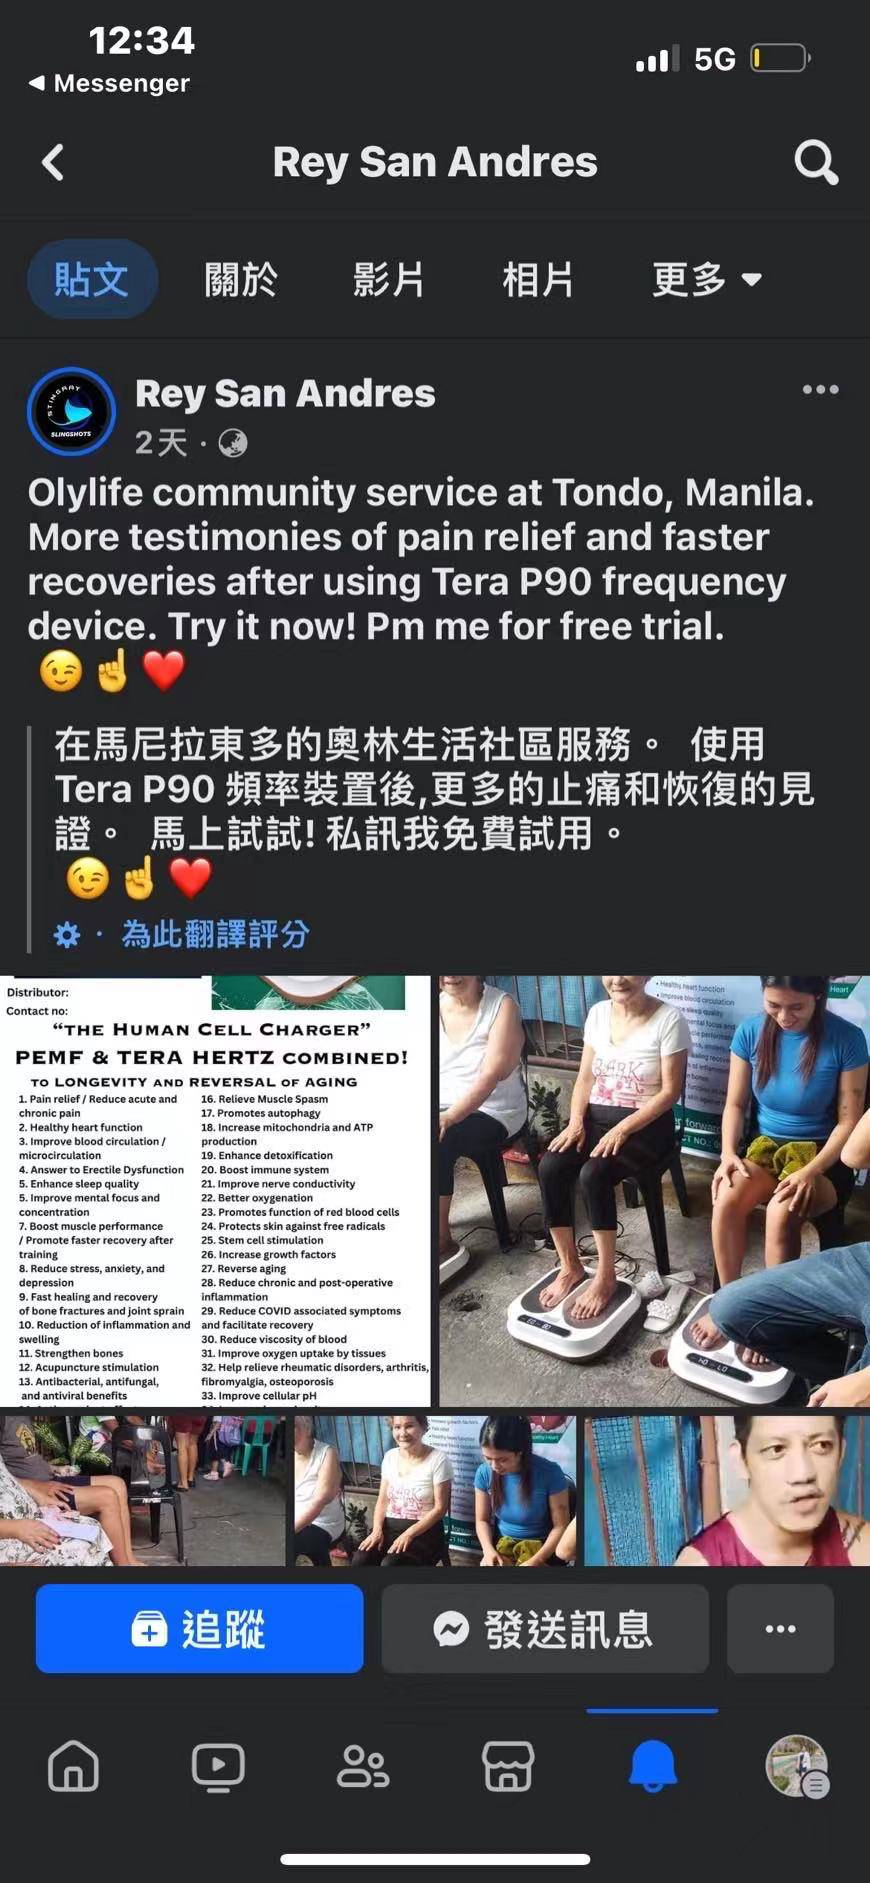 12:34
5G
◀ Messenger
Rey San Andres
貼文
關於
影片
相片
更多
STINGRAY
SLINGSHOTS
Rey San Andres
2天 ·
Olylife community service at Tondo, Manila.
More testimonies of pain relief and faster
recoveries after using Tera P90 frequency
device. Try it now! Pm me for free trial.
😉☝️❤️
在馬尼拉東多的奧林生活社區服務。 使用
Tera P90 頻率裝置後,更多的止痛和恢復的見
證。 馬上試試! 私訊我免費試用。
😉☝️❤️
· 為此翻譯評分
Distributor:
Contact no:
“THE HUMAN CELL CHARGER”
PEMF & TERA HERTZ COMBINED!
TO LONGEVITY AND REVERSAL OF AGING
1. Pain relief / Reduce acute and
chronic pain
2. Healthy heart function
3. Improve blood circulation /
microcirculation
4. Answer to Erectile Dysfunction
5. Enhance sleep quality
5. Improve mental focus and
concentration
7. Boost muscle performance
/ Promote faster recovery after
training
8. Reduce stress, anxiety, and
depression
9. Fast healing and recovery
of bone fractures and joint sprain
10. Reduction of inflammation and
swelling
11. Strengthen bones
12. Acupuncture stimulation
13. Antibacterial, antifungal,
and antiviral benefits
16. Relieve Muscle Spasm
17. Promotes autophagy
18. Increase mitochondria and ATP
production
19. Enhance detoxification
20. Boost immune system
21. Improve nerve conductivity
22. Better oxygenation
23. Promotes function of red blood cells
24. Protects skin against free radicals
25. Stem cell stimulation
26. Increase growth factors
27. Reverse aging
28. Reduce chronic and post-operative
inflammation
29. Reduce COVID associated symptoms
and facilitate recovery
30. Reduce viscosity of blood
31. Improve oxygen uptake by tissues
32. Help relieve rheumatic disorders, arthritis,
fibromyalgia, osteoporosis
33. Improve cellular pH
• Healthy heart function
• Improve blood circulation
Heart
追蹤
發送訊息